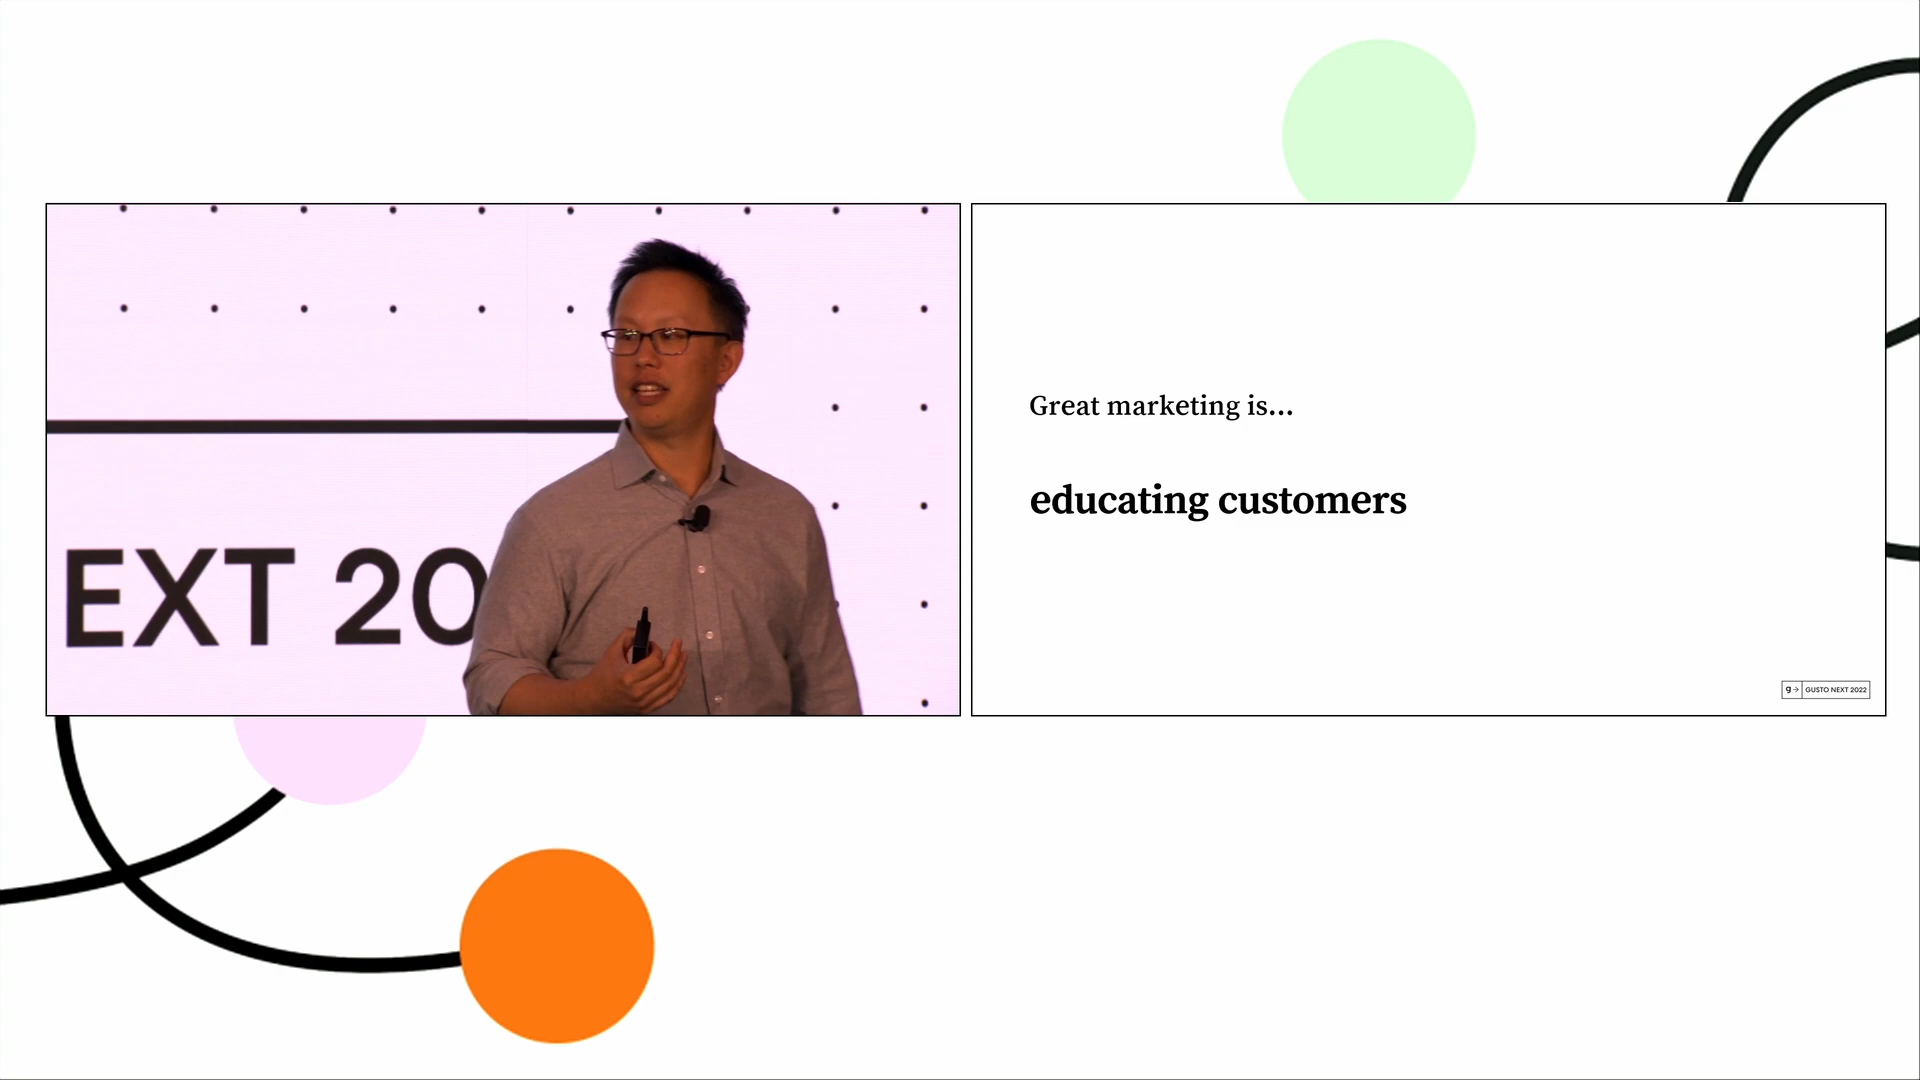 EXT 20
Great marketing is...
educating customers
g→ GUSTO NEXT 2022